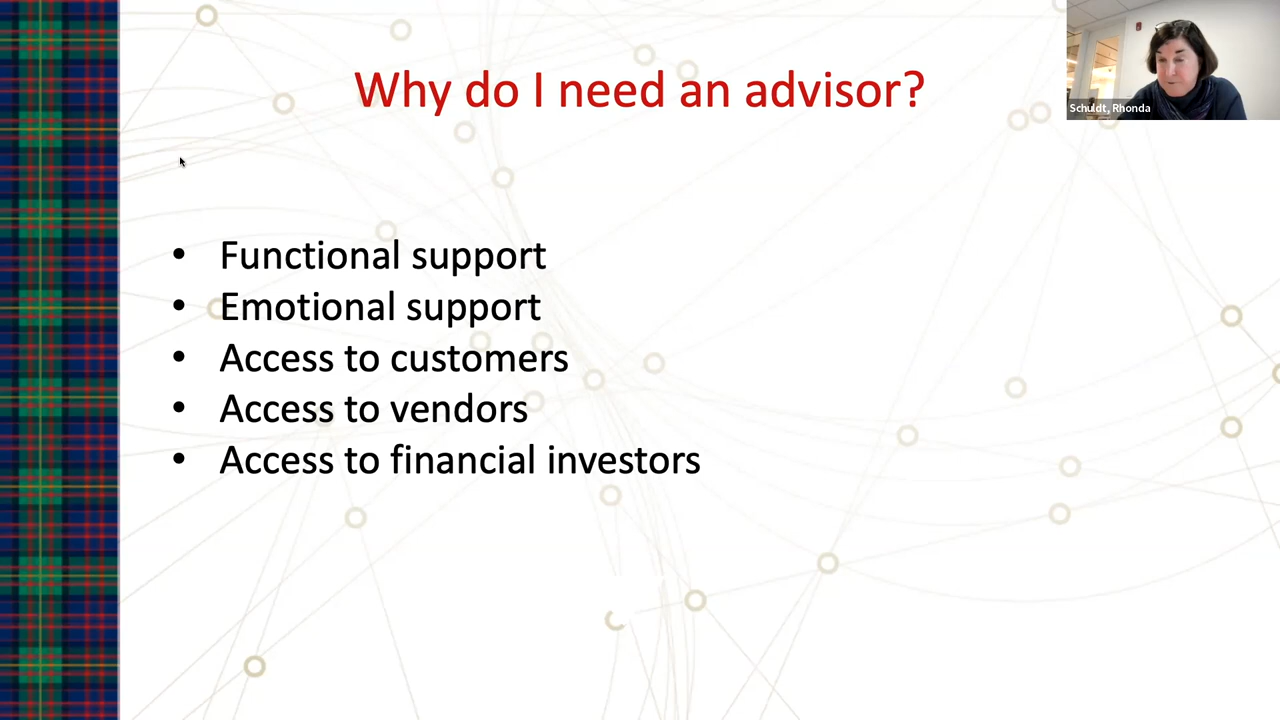 Why do I need an advisor?
Schuldt, Rhonda
• Functional support
• Emotional support
• Access to customers
• Access to vendors
• Access to financial investors